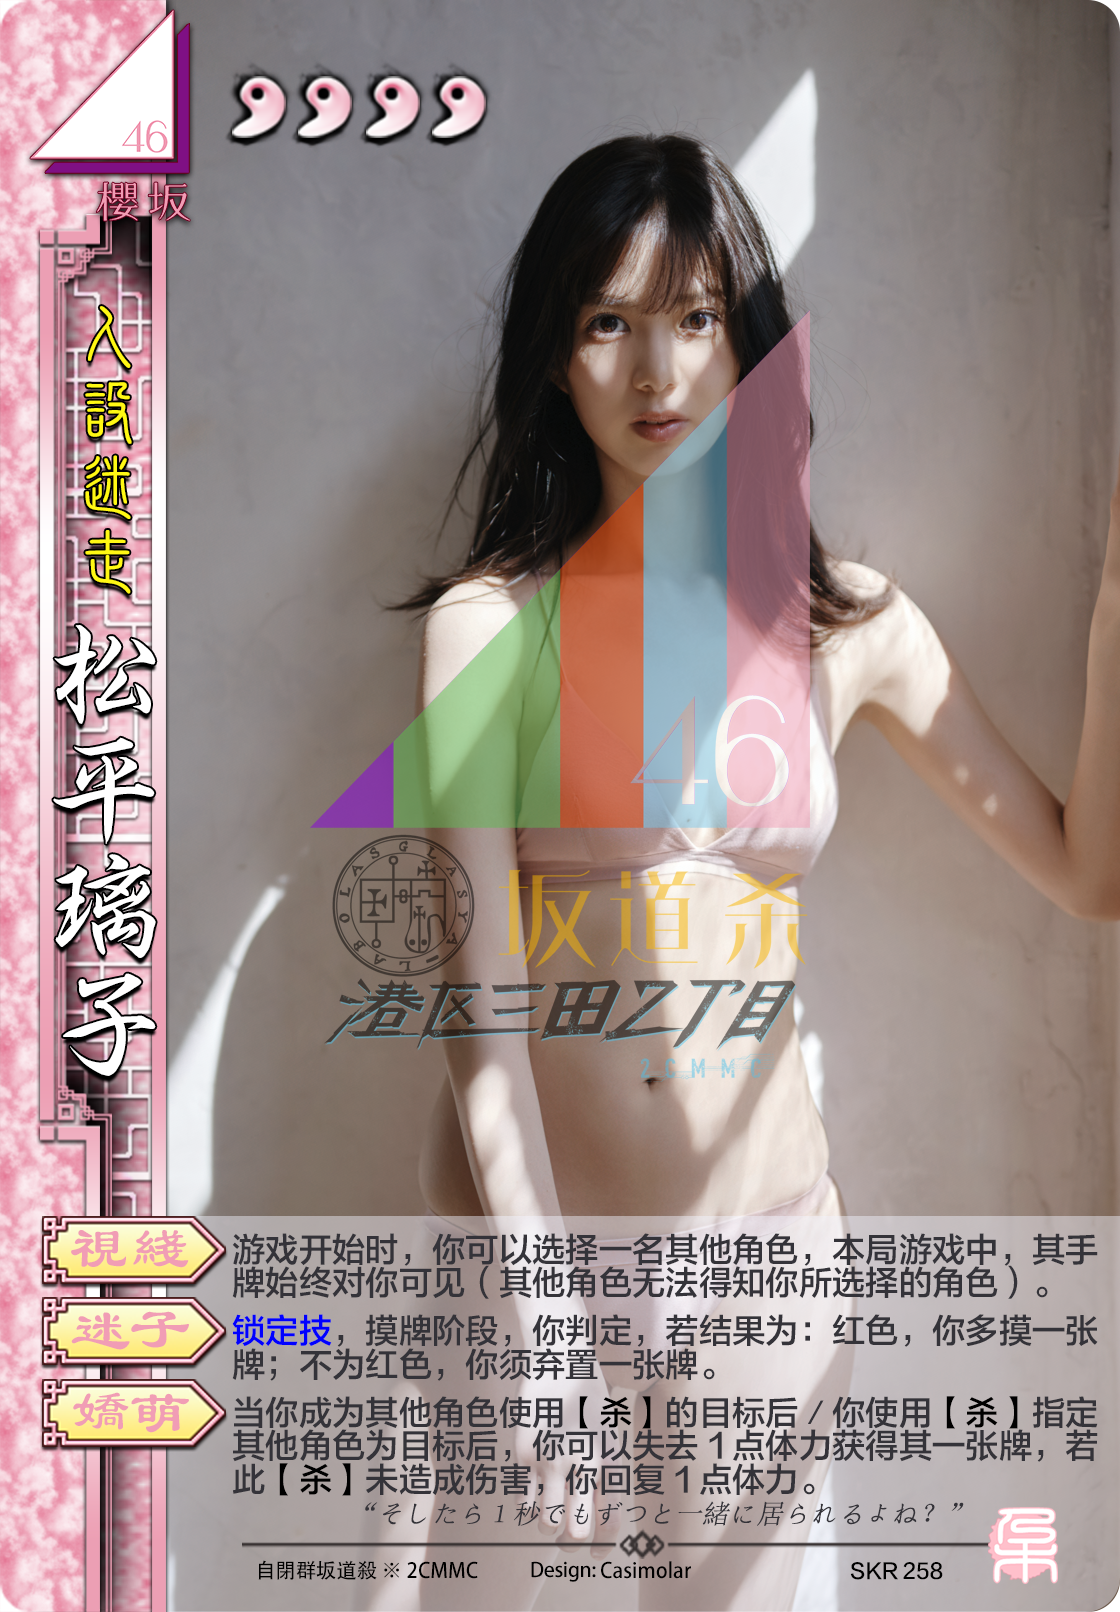 46
櫻坂
人設迷走
松平璃子
46
GLASYA-LABOLAS
坂道杀
港区三田2丁目
2CMMC
視綫
游戏开始时，你可以选择一名其他角色，本局游戏中，其手
牌始终对你可见（其他角色无法得知你所选择的角色）。
迷子
锁定技，摸牌阶段，你判定，若结果为：红色，你多摸一张
牌；不为红色，你须弃置一张牌。
嬌萌
当你成为其他角色使用【杀】的目标后／你使用【杀】指定
其他角色为目标后，你可以失去1点体力获得其一张牌，若
此【杀】未造成伤害，你回复1点体力。
“そしたら１秒でもずつと一緒に居られるよね？”
自閉群坂道殺 ※ 2CMMC
Design: Casimolar
SKR 258